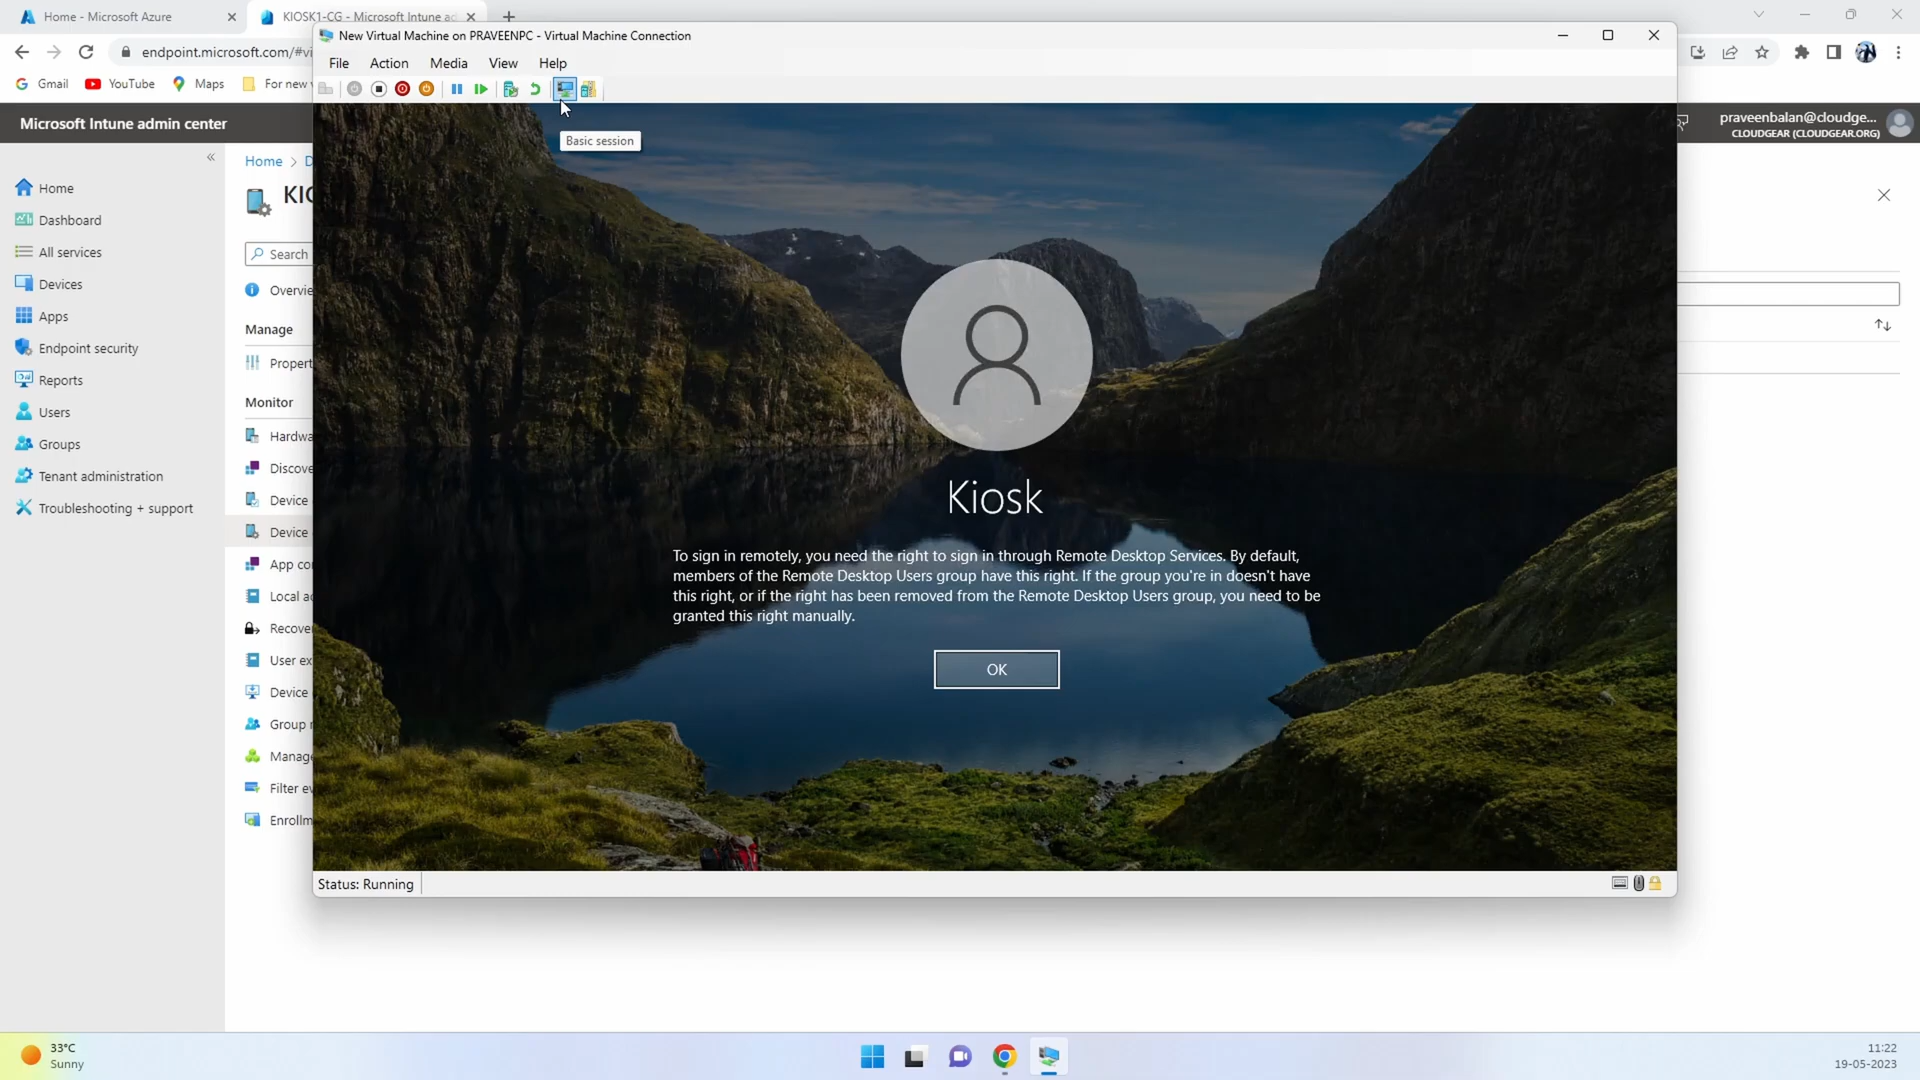 Home - Microsoft Azure
KIOSK1-CG - Microsoft Intune ad
New Virtual Machine on PRAVEENPC - Virtual Machine Connection
endpoint.microsoft.com/#vi
File Action Media View Help
Gmail YouTube Maps For new
Basic session
Microsoft Intune admin center
praveenbalan@cloudge...
CLOUDGEAR (CLOUDGEAR.ORG)
«
Home > D
KIO
Home
Dashboard
All services
Devices
Apps
Endpoint security
Reports
Users
Groups
Tenant administration
Troubleshooting + support
Search
Overvie
Manage
Propert
Monitor
Hardwa
Discove
Device
Device
App co
Local a
Recove
User ex
Device
Group
Manage
Filter ev
Enrollm
Kiosk
To sign in remotely, you need the right to sign in through Remote Desktop Services. By default,
members of the Remote Desktop Users group have this right. If the group you're in doesn't have
this right, or if the right has been removed from the Remote Desktop Users group, you need to be
granted this right manually.
OK
Status: Running
33°C
Sunny
11:22
19-05-2023